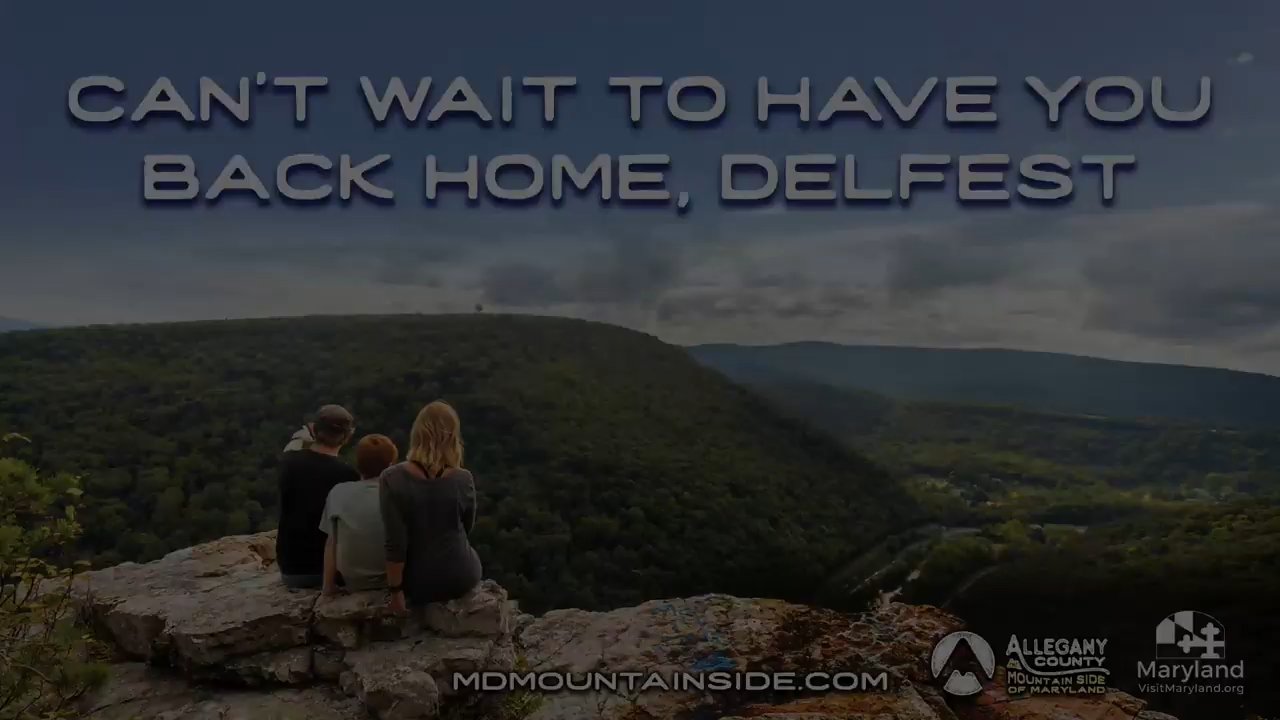 CAN'T WAIT TO HAVE YOU
BACK HOME, DELFEST
MDMOUNTAINSIDE.COM
ALLEGANY
COUNTY
MOUNTAIN SIDE
OF MARYLAND
Maryland
VisitMaryland.org